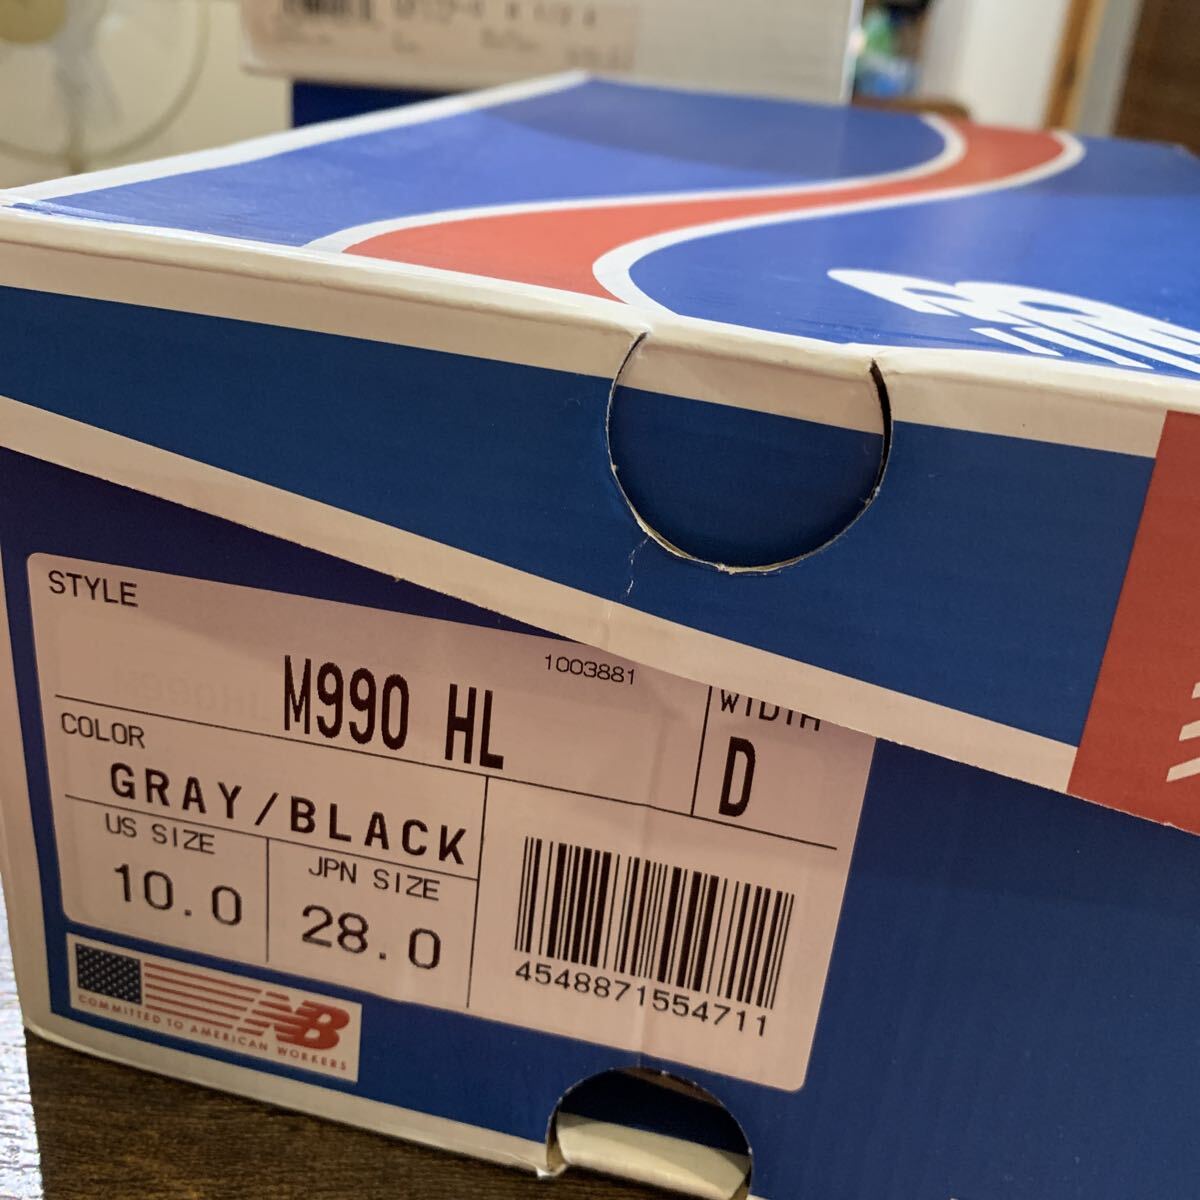 STYLE
1003881
M990 HL
WIDTH
D
COLOR
GRAY/BLACK
US SIZE
10.0
JPN SIZE
28.0
4548871554711
NB
COMMITTED TO AMERICAN WORKERS